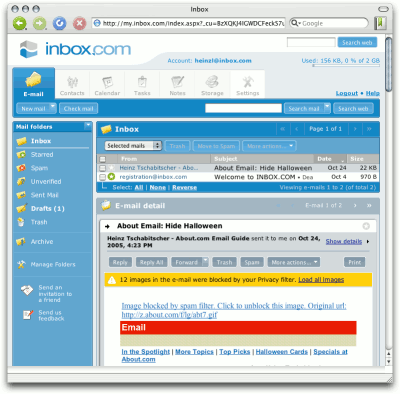 Inbox
http://my.inbox.com/index.aspx?_cu=BzXQKJ4IGWDCFeck57u
Google
inbox.com
Search web
Account: heinzl@inbox.com
Used: 156 KB, 0 % of 2 GB
E-mail
Contacts
Calendar
Tasks
Notes
Storage
Settings
Logout • Help
New mail
Check mail
Search mail
Search web
Mail folders
Inbox
Starred
Spam
Unverified
Sent Mail
Drafts (1)
Trash
Archive
Manage Folders
Send an
invitation to
a friend
Send us
feedback
Inbox
Page 1 of 1
Selected mails
Trash
Move to Spam
More actions...
From Subject Date Size
Heinz Tschabitscher - Abo... About Email: Hide Halloween Oct 24 22 KB
registration@inbox.com Welcome to INBOX.COM • Dea Oct 4 970 B
Select: All | None | Reverse
Viewing e-mails 1 to 2 (total of 2)
E-mail detail
E-mail 1 of 2
About Email: Hide Halloween
Heinz Tschabitscher - About.com Email Guide sent it to me on Oct 24,
2005, 4:23 PM
Show details
Reply
Reply All
Forward
Trash
Spam
More actions...
Print
12 images in the e-mail were blocked by your Privacy filter. Load all images
Image blocked by spam filter. Click to unblock this image. Original url:
http://z.about.com/f/lg/abt7.gif
Email
In the Spotlight | More Topics | Top Picks | Halloween Cards | Specials at
About.com